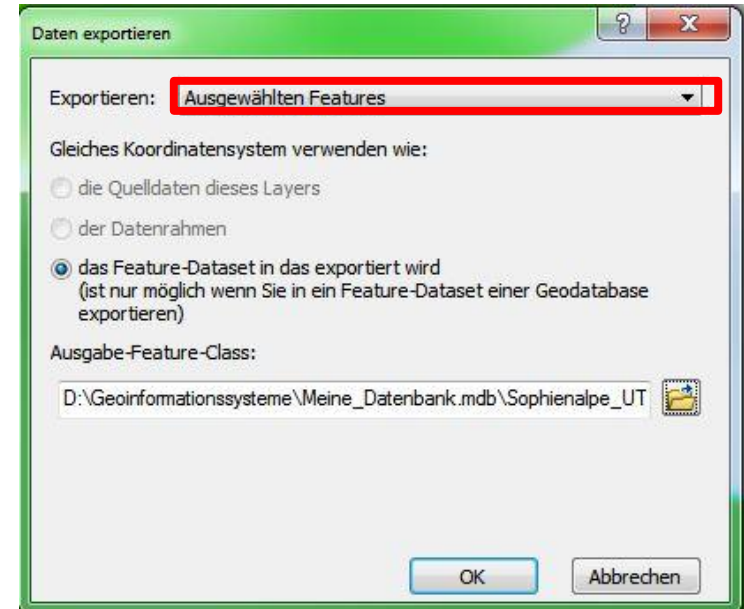 Daten exportieren
Exportieren: Ausgewählten Features
Gleiches Koordinatensystem verwenden wie:
die Quelldaten dieses Layers
der Datenrahmen
das Feature-Dataset in das exportiert wird
(ist nur möglich wenn Sie in ein Feature-Dataset einer Geodatabase
exportieren)
Ausgabe-Feature-Class:
D:\Geoinformationssysteme\Meine_Datenbank.mdb\Sophienalpe_UT
OK Abbrechen